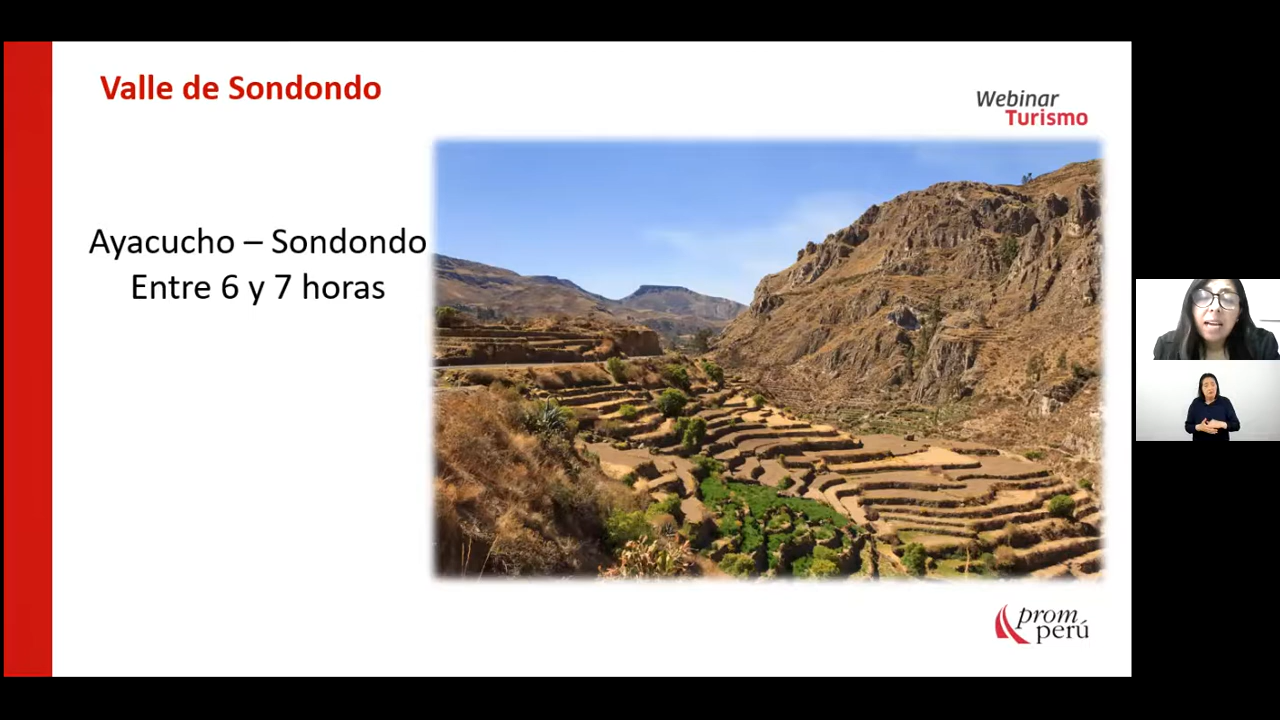 Valle de Sondondo
Webinar
Turismo
Ayacucho – Sondondo
Entre 6 y 7 horas
prom
perú